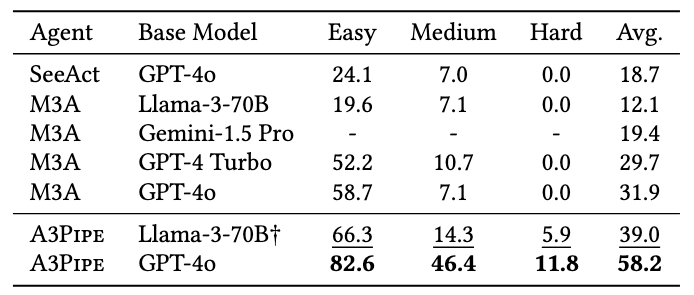 Agent Base Model Easy Medium Hard Avg.
SeeAct GPT-4o 24.1 7.0 0.0 18.7
M3A Llama-3-70B 19.6 7.1 0.0 12.1
M3A Gemini-1.5 Pro - - - 19.4
M3A GPT-4 Turbo 52.2 10.7 0.0 29.7
M3A GPT-4o 58.7 7.1 0.0 31.9
A3Pipe Llama-3-70B† 66.3 14.3 5.9 39.0
A3Pipe GPT-4o 82.6 46.4 11.8 58.2